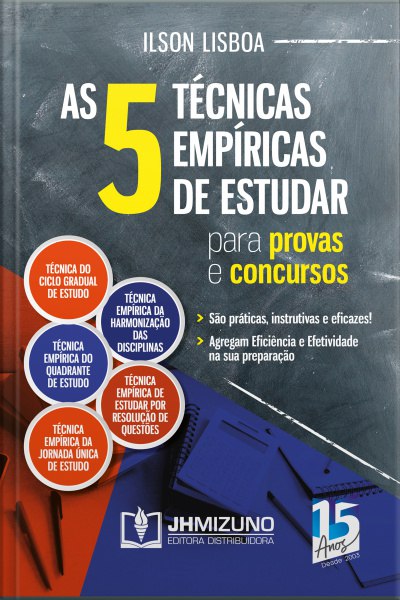 ILSON LISBOA
AS 5 TÉCNICAS
EMPÍRICAS
DE ESTUDAR
para provas
e concursos
TÉCNICA DO
CICLO GRADUAL
DE ESTUDO
TÉCNICA
EMPÍRICA DA
HARMONIZAÇÃO
DAS
DISCIPLINAS
TÉCNICA
EMPÍRICA DO
QUADRANTE
DE ESTUDO
TÉCNICA
EMPÍRICA DE
ESTUDAR POR
RESOLUÇÃO DE
QUESTÕES
TÉCNICA
EMPÍRICA DA
JORNADA ÚNICA
DE ESTUDO
> São práticas, instrutivas e eficazes!
> Agregam Eficiência e Efetividade
na sua preparação
JHMIZUNO
EDITORA DISTRIBUIDORA
15
Anos
Desde 2003